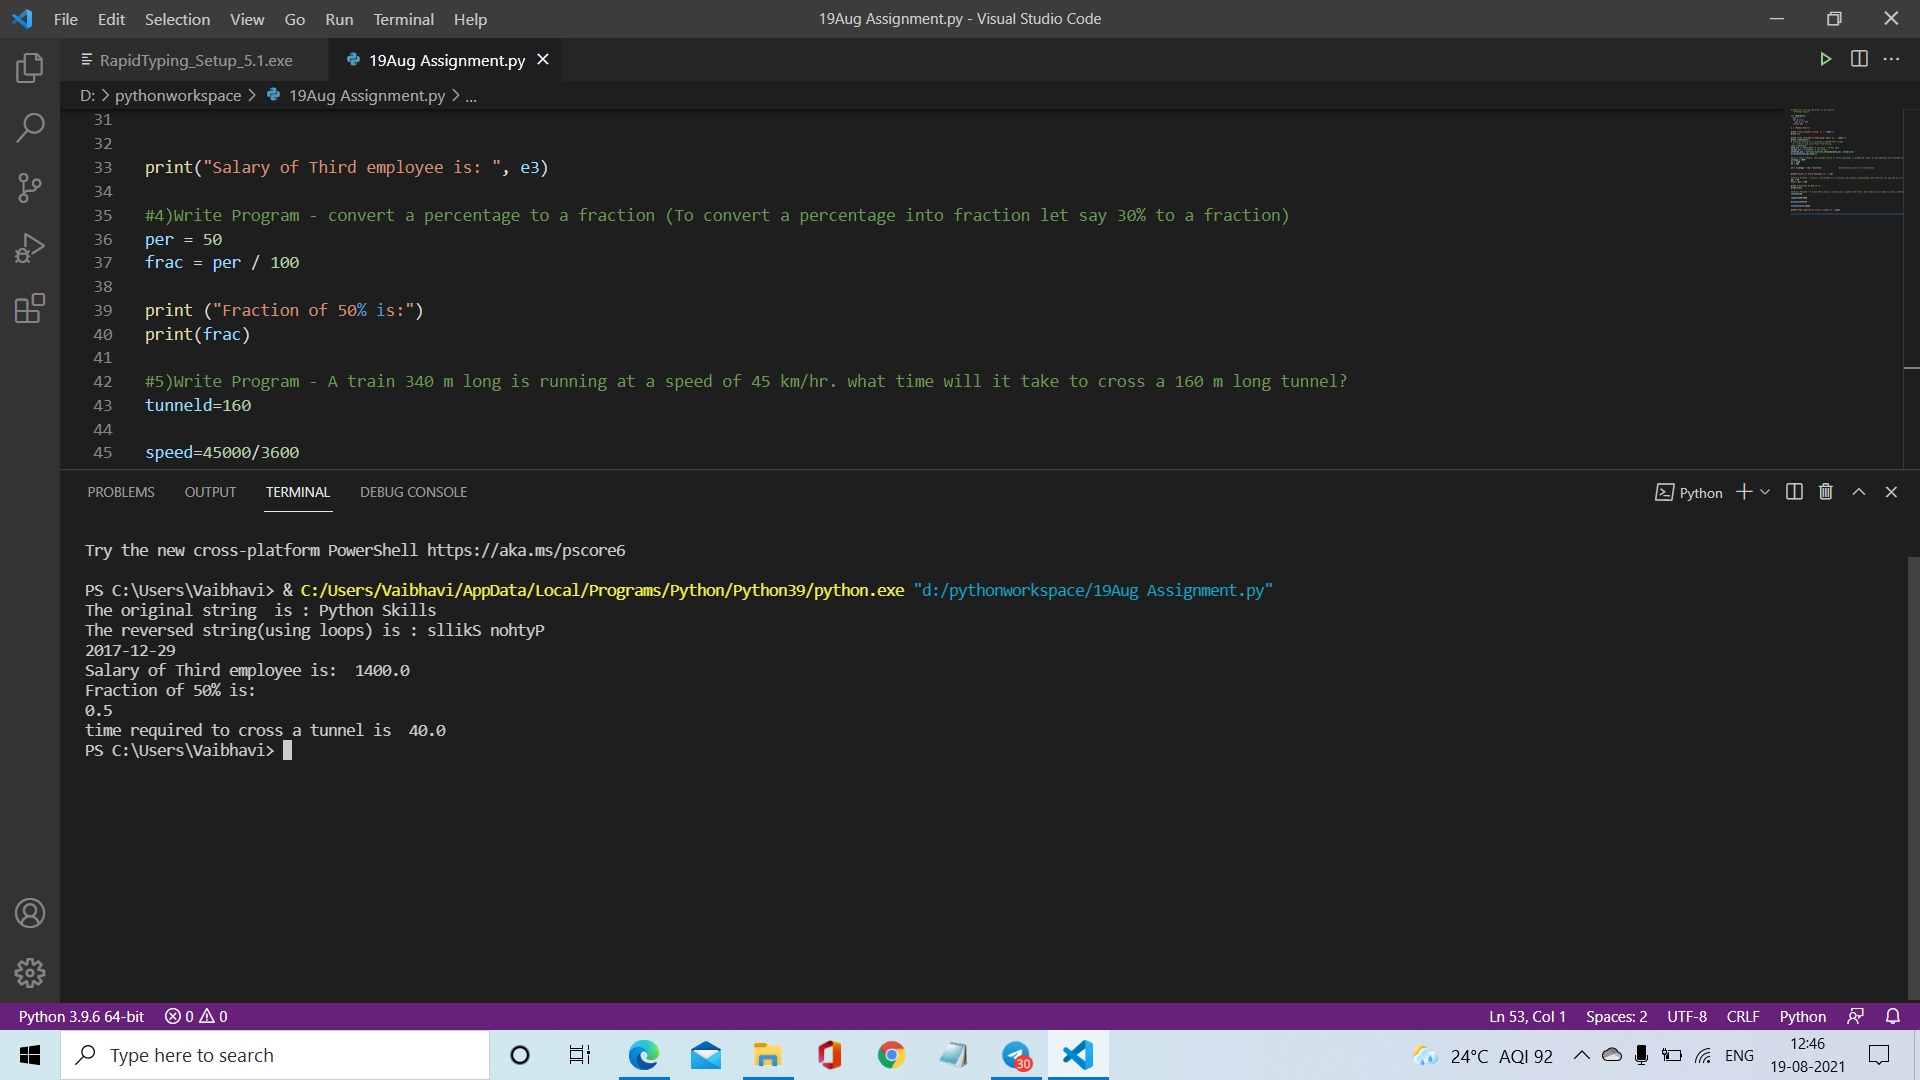 File Edit Selection View Go Run Terminal Help
19Aug Assignment.py - Visual Studio Code
RapidTyping_Setup_5.1.exe
19Aug Assignment.py
D: > pythonworkspace > 19Aug Assignment.py > ...
31
32
33 print("Salary of Third employee is: ", e3)
34
35 #4)Write Program - convert a percentage to a fraction (To convert a percentage into fraction let say 30% to a fraction)
36 per = 50
37 frac = per / 100
38
39 print ("Fraction of 50% is:")
40 print(frac)
41
42 #5)Write Program - A train 340 m long is running at a speed of 45 km/hr. what time will it take to cross a 160 m long tunnel?
43 tunneld=160
44
45 speed=45000/3600
PROBLEMS OUTPUT TERMINAL DEBUG CONSOLE
Python
Try the new cross-platform PowerShell https://aka.ms/pscore6
PS C:\Users\Vaibhavi> & C:/Users/Vaibhavi/AppData/Local/Programs/Python/Python39/python.exe "d:/pythonworkspace/19Aug Assignment.py"
The original string  is : Python Skills
The reversed string(using loops) is : sllikS nohtyP
2017-12-29
Salary of Third employee is:  1400.0
Fraction of 50% is:
0.5
time required to cross a tunnel is  40.0
PS C:\Users\Vaibhavi>
Python 3.9.6 64-bit 0 0
Ln 53, Col 1 Spaces: 2 UTF-8 CRLF Python
Type here to search
30
24°C AQI 92
ENG
12:46
19-08-2021